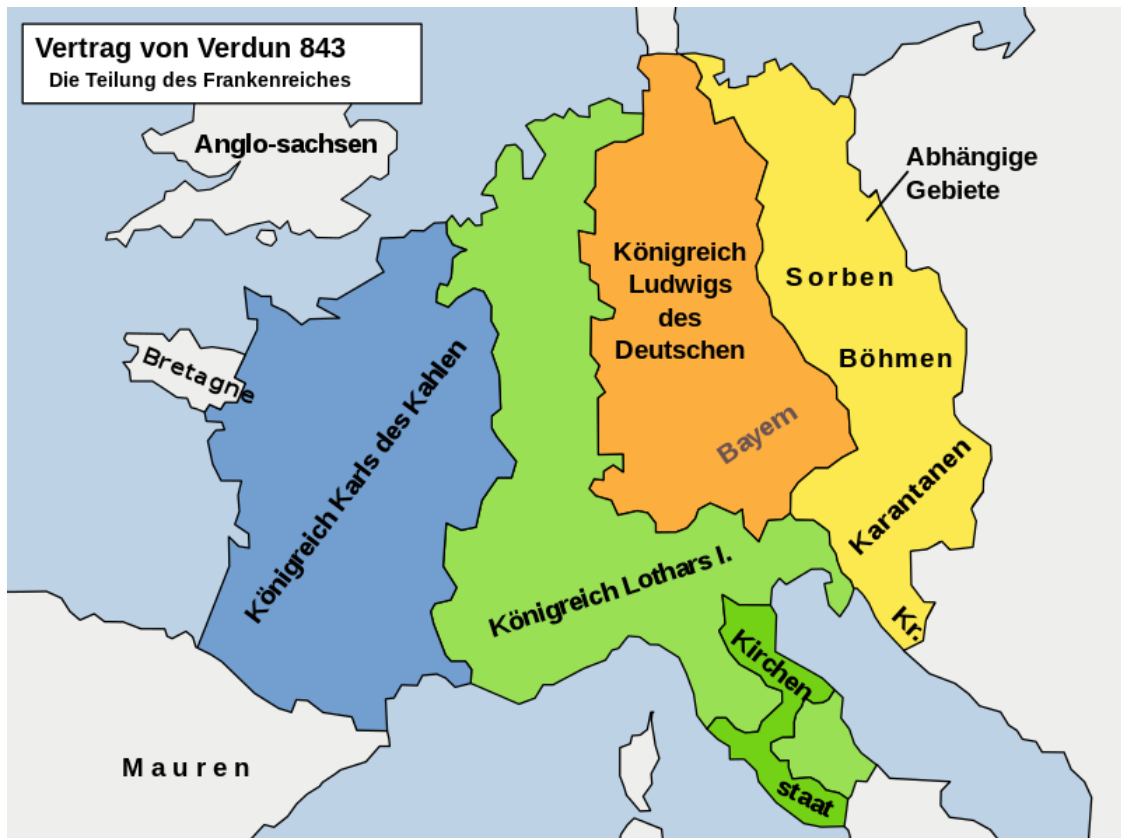 Vertrag von Verdun 843
Die Teilung des Frankenreiches
Anglo-sachsen
Abhängige
Gebiete
Königreich
Ludwigs
des
Deutschen
Sorben
Böhmen
Bretagne
Königreich Karls des Kahlen
Bayern
Karantanen
Königreich Lothars I.
Kr.
Kirchen
staat
Mauren